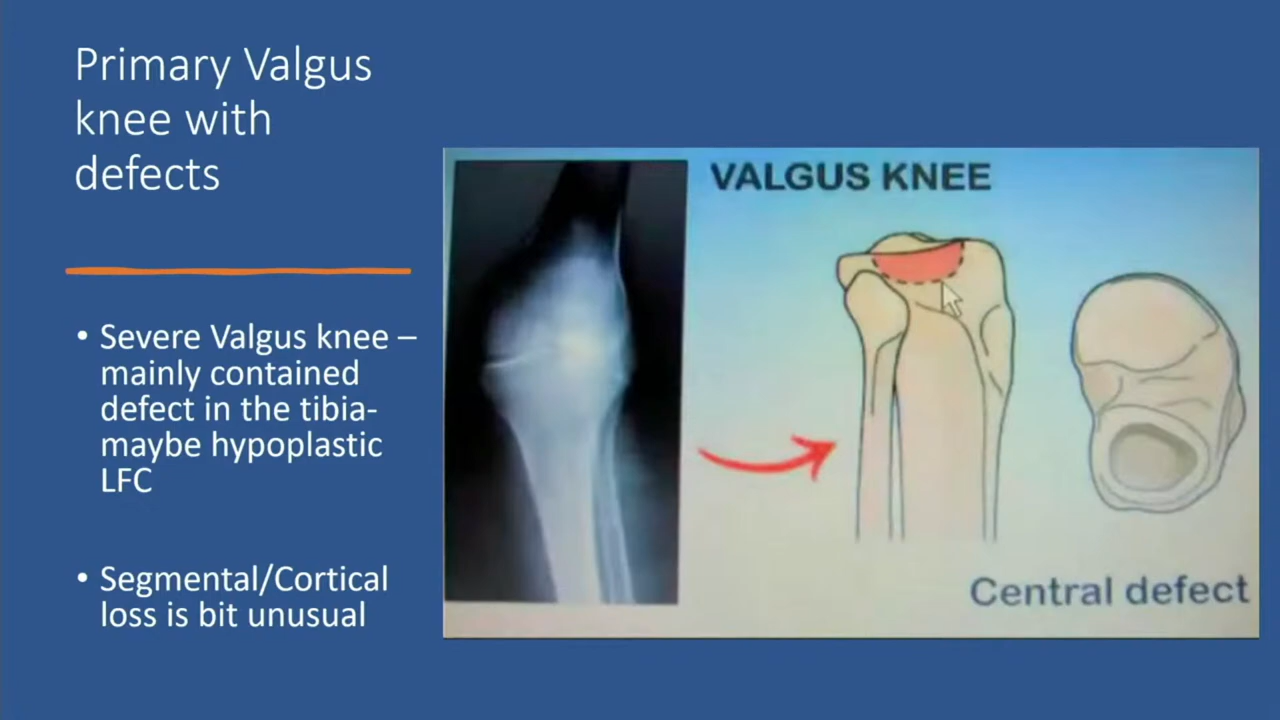 Primary Valgus
knee with
defects
• Severe Valgus knee –
mainly contained
defect in the tibia-
maybe hypoplastic
LFC
• Segmental/Cortical
loss is bit unusual
VALGUS KNEE
Central defect